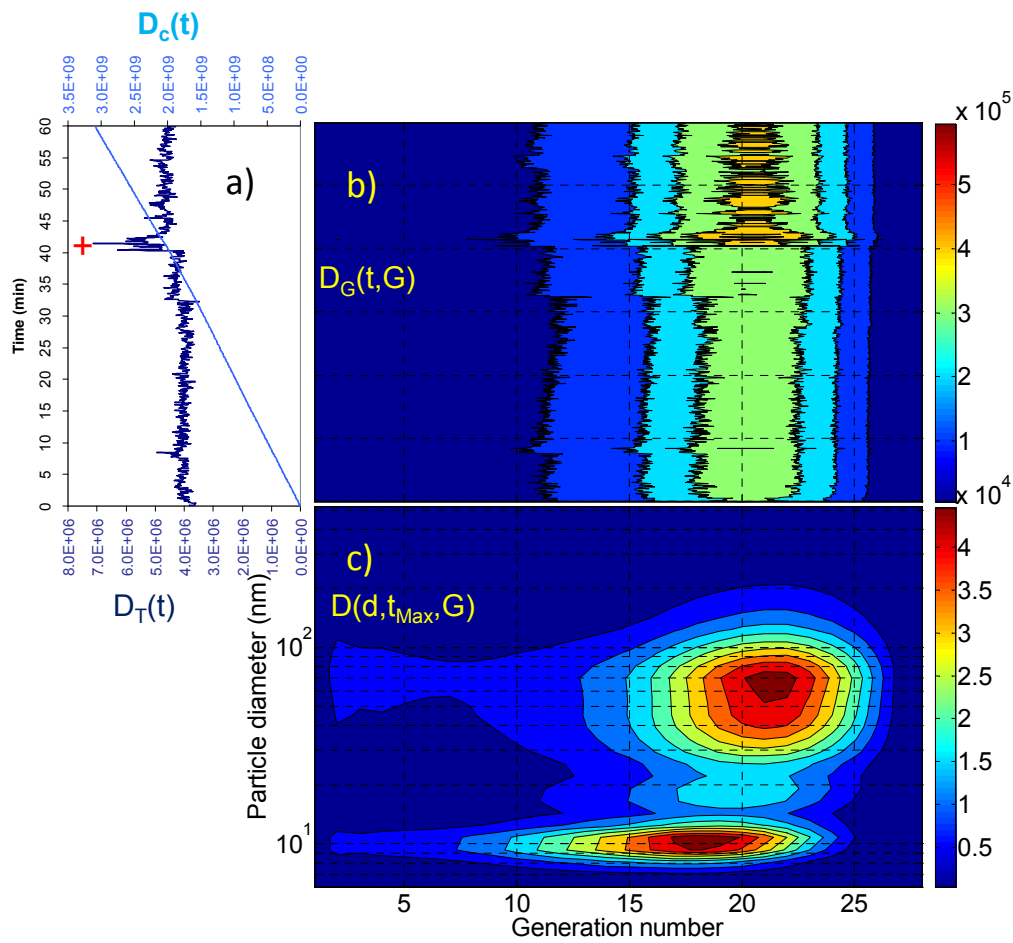 D_c(t)
3.5E+09
3.0E+09
2.5E+09
2.0E+09
1.5E+09
1.0E+09
5.0E+08
0.0E+00
Time (min)
60
55
50
45
40
35
30
25
20
15
10
5
0
a)
8.0E+06
7.0E+06
6.0E+06
5.0E+06
4.0E+06
3.0E+06
2.0E+06
1.0E+06
0.0E+00
D_T(t)
b)
D_G(t,G)
x 10^5
5
4
3
2
1
c)
D(d,t_Max,G)
Particle diameter (nm)
10^2
10^1
5
10
15
20
25
Generation number
x 10^4
4
3.5
3
2.5
2
1.5
1
0.5